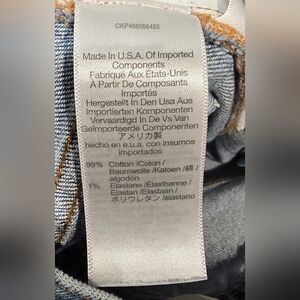 CKP456056452
Made In U.S.A. Of Imported
Components
Fabriqué Aux États-Unis
À Partir De Composants
Importés
Hergestellt In Den Usa Aus
Importierten Komponenten
Vervaardigd In De Vs Van
Geïmporteerde Componenten
アメリカ製
hecho en e.u.a. con insumos
importados
99% Cotton /Coton /
Baumwolle /Katoen /綿 /
algodón
1% Elastane /Élasthanne /
Elastan /Elastaan /
ポリウレタン /elastano